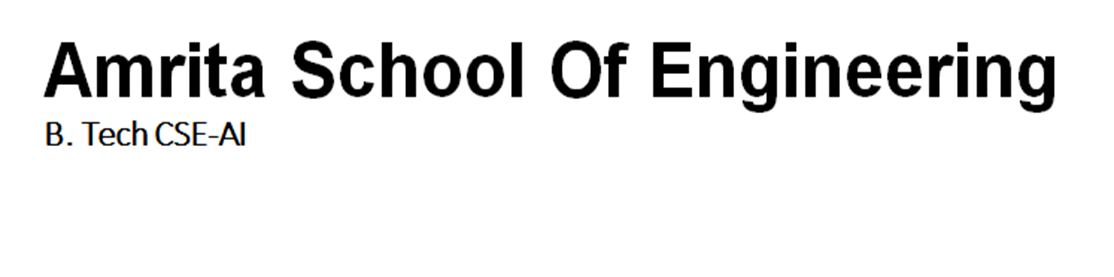 Amrita School Of Engineering
B. Tech CSE-AI